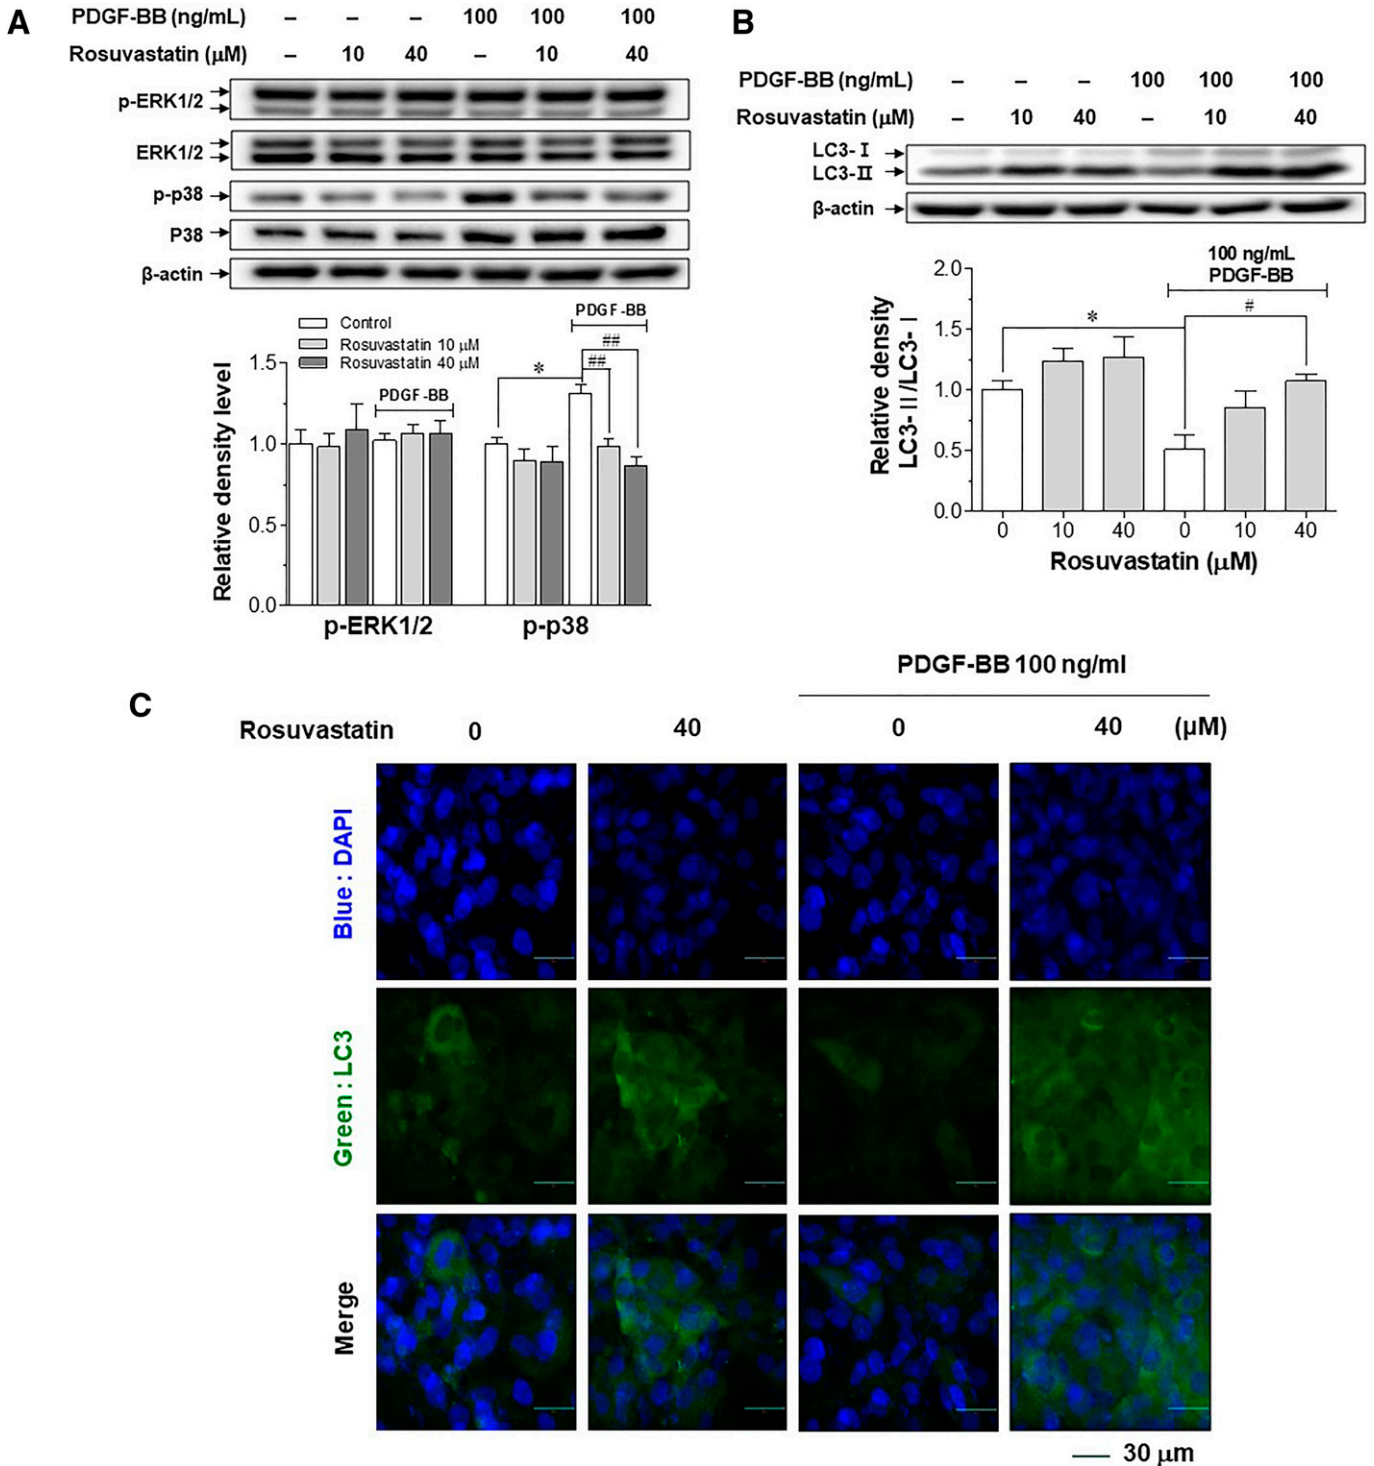 A
PDGF-BB (ng/mL) – – – 100 100 100
Rosuvastatin (μM) – 10 40 – 10 40
p-ERK1/2
ERK1/2
p-p38
P38
β-actin
PDGF-BB
Control
Rosuvastatin 10 μM
Rosuvastatin 40 μM
##
##
*
PDGF-BB
Relative density level
1.5
1.0
0.5
0.0
p-ERK1/2 p-p38
B
PDGF-BB (ng/mL) – – – 100 100 100
Rosuvastatin (μM) – 10 40 – 10 40
LC3-Ⅰ
LC3-Ⅱ
β-actin
100 ng/mL
PDGF-BB
* #
Relative density
LC3-II/LC3-I
2.0
1.5
1.0
0.5
0.0
0 10 40 0 10 40
Rosuvastatin (μM)
C
PDGF-BB 100 ng/ml
Rosuvastatin 0 40 0 40 (μM)
Blue : DAPI
Green : LC3
Merge
30 μm